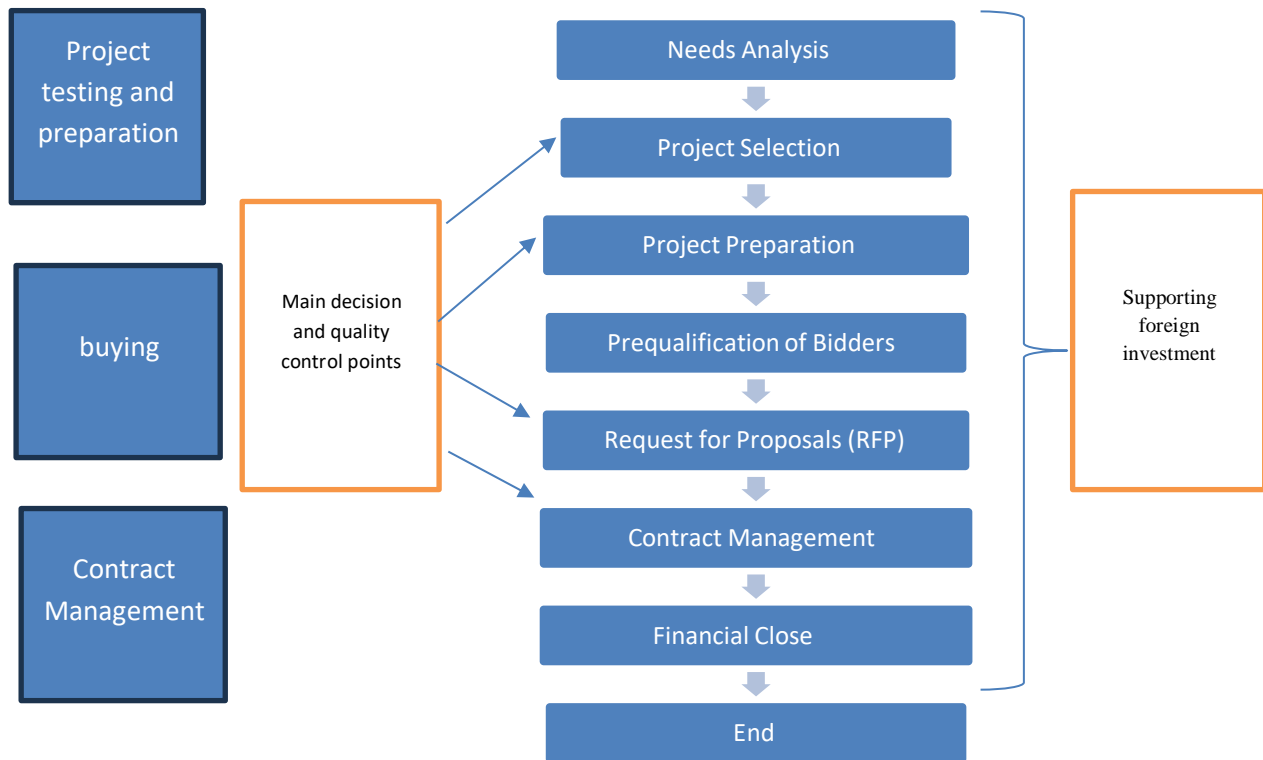 Project
testing and
preparation
buying
Contract
Management
Main decision
and quality
control points
Needs Analysis
Project Selection
Project Preparation
Prequalification of Bidders
Request for Proposals (RFP)
Contract Management
Financial Close
End
Supporting
foreign
investment